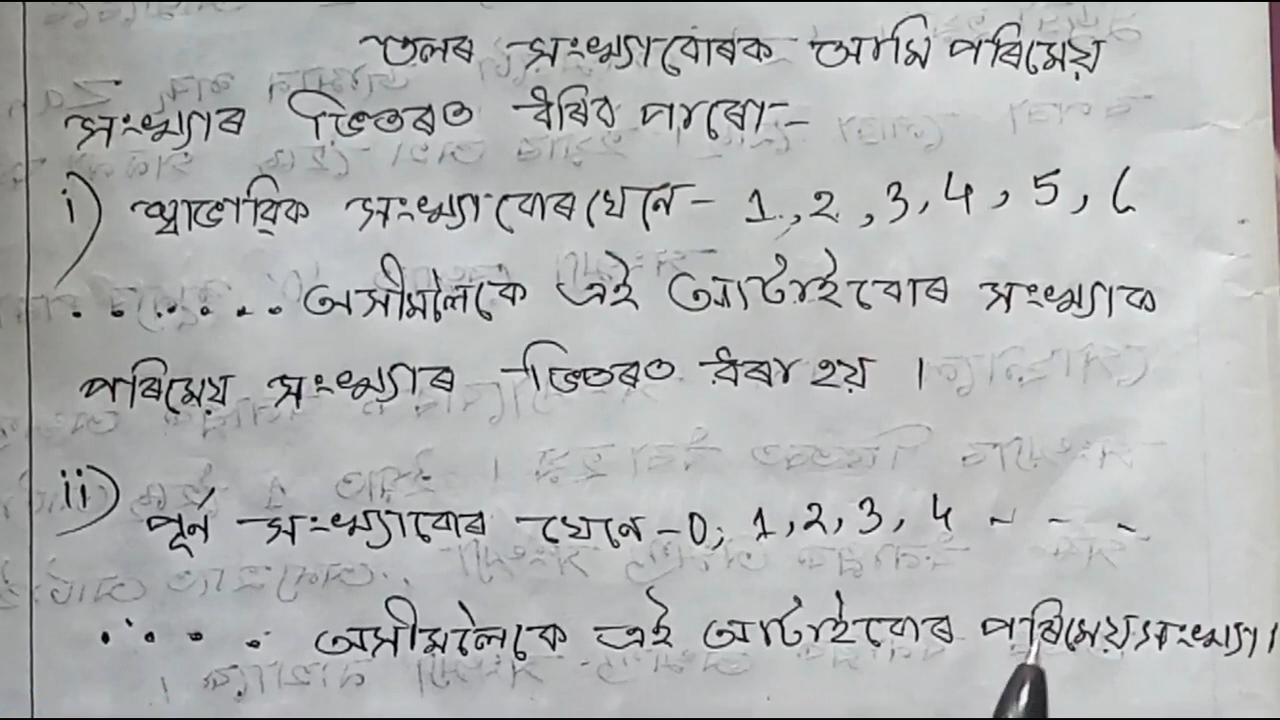 তলৰ সংখ্যাবোৰক আমি পৰিমেয়
সংখ্যাৰ ভিতৰত ধৰিব পাৰো:-
i) স্বাভাৱিক সংখ্যাবোৰ যেনে - 1, 2, 3, 4, 5, 6
. . . . . . . অসীমলৈকে এই আটাইবোৰ সংখ্যাক
পৰিমেয় সংখ্যাৰ ভিতৰত ধৰা হয় ।
ii) পূৰ্ন সংখ্যাবোৰ যেনে - 0, 1, 2, 3, 4 - - -
. . . . অসীমলৈকে এই আটাইবোৰ পৰিমেয় সংখ্যা।